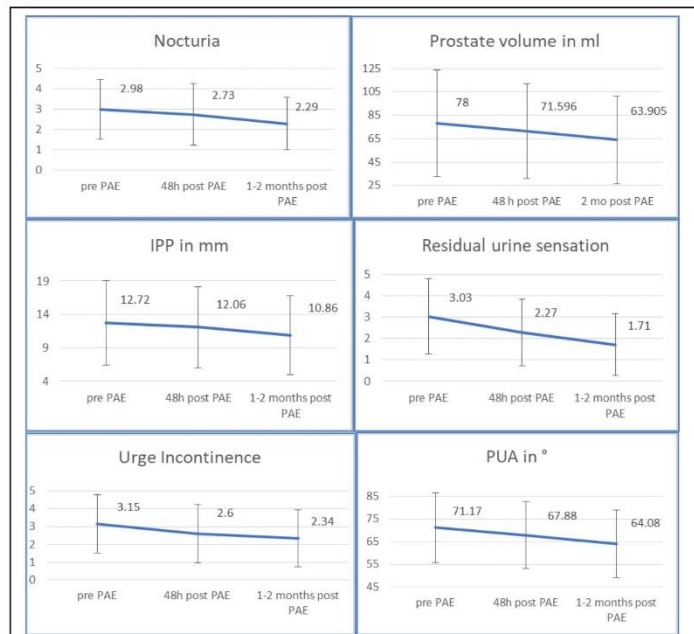 Nocturia
5
4
3
2
1
0
2.98
2.73
2.29
pre PAE
48h post PAE
1-2 months post
PAE
Prostate volume in ml
125
105
85
65
45
25
78
71.596
63.905
pre PAE
48 h post PAE
2 mo post PAE
IPP in mm
19
14
9
4
12.72
12.06
10.86
pre PAE
48h post PAE
1-2 months post
PAE
Residual urine sensation
5
4
3
2
1
0
3.03
2.27
1.71
pre PAE
48h post PAE
1-2 months post
PAE
Urge Incontinence
5
4
3
2
1
0
3.15
2.6
2.34
pre PAE
48h post PAE
1-2 months post
PAE
PUA in °
85
75
65
55
45
71.17
67.88
64.08
pre PAE
48h post PAE
1-2 months post
PAE